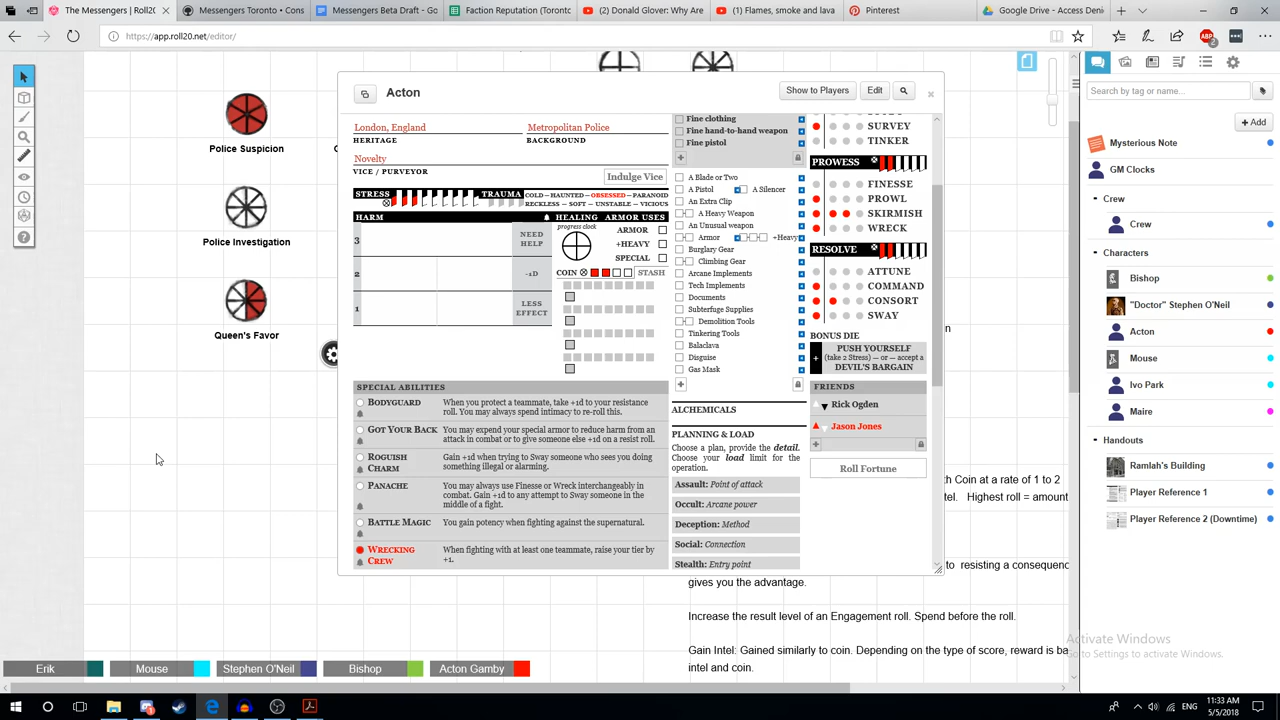 The Messengers | Roll20
Messengers Toronto • Cons
Messengers Beta Draft - Go
Faction Reputation (Toront
(2) Donald Glover: Why Are
(1) Flames, smoke and lava
Pinterest
Google Drive - Access Deni
https://app.roll20.net/editor/
ABP
2
Acton
Show to Players
Edit
Search by tag or name...
+ Add
Mysterious Note
GM Clocks
Crew
Crew
Characters
Bishop
"Doctor" Stephen O'Neil
Acton
Mouse
Ivo Park
Maire
Handouts
Ramlah's Building
Player Reference 1
Player Reference 2 (Downtime)
Police Suspicion
Police Investigation
Queen's Favor
London, England
Metropolitan Police
HERITAGE
BACKGROUND
Novelty
VICE / PURVEYOR
Indulge Vice
STRESS
TRAUMA
COLD — HAUNTED — OBSESSED — PARANOID
RECKLESS — SOFT — UNSTABLE — VICIOUS
HARM
HEALING
ARMOR USES
progress clock
3
NEED
HELP
ARMOR
+HEAVY
SPECIAL
2
-1D
COIN
STASH
1
LESS
EFFECT
SPECIAL ABILITIES
BODYGUARD
When you protect a teammate, take +1d to your resistance
roll. You may always spend intimacy to re-roll this.
GOT YOUR BACK
You may expend your special armor to reduce harm from an
attack in combat or to give someone else +1d on a resist roll.
ROGUISH
CHARM
Gain +1d when trying to Sway someone who sees you doing
something illegal or alarming.
PANACHE
You may always use Finesse or Wreck interchangeably in
combat. Gain +1d to any attempt to Sway someone in the
middle of a fight.
BATTLE MAGIC
You gain potency when fighting against the supernatural.
WRECKING
CREW
When fighting with at least one teammate, raise your tier by
+1.
Fine clothing
Fine hand-to-hand weapon
Fine pistol
A Blade or Two
A Pistol
A Silencer
An Extra Clip
A Heavy Weapon
An Unusual weapon
Armor
+Heavy
Burglary Gear
Climbing Gear
Arcane Implements
Tech Implements
Documents
Subterfuge Supplies
Demolition Tools
Tinkering Tools
Balaclava
Disguise
Gas Mask
ALCHEMICALS
PLANNING & LOAD
Choose a plan, provide the detail.
Choose your load limit for the
operation.
Assault: Point of attack
Occult: Arcane power
Deception: Method
Social: Connection
Stealth: Entry point
SURVEY
TINKER
PROWESS
FINESSE
PROWL
SKIRMISH
WRECK
RESOLVE
ATTUNE
COMMAND
CONSORT
SWAY
BONUS DIE
+
PUSH YOURSELF
(take 2 Stress) — or — accept a
DEVIL'S BARGAIN
FRIENDS
Rick Ogden
Jason Jones
Roll Fortune
n
th Coin at a rate of 1 to 2
tel. Highest roll = amount
to resisting a consequenc
gives you the advantage.
Increase the result level of an Engagement roll. Spend before the roll.
Gain Intel: Gained similarly to coin. Depending on the type of score, reward is ba
intel and coin.
Activate Windows
Go to Settings to activate Windows.
Erik
Mouse
Stephen O'Neil
Bishop
Acton Gamby
ENG
11:33 AM
5/5/2018